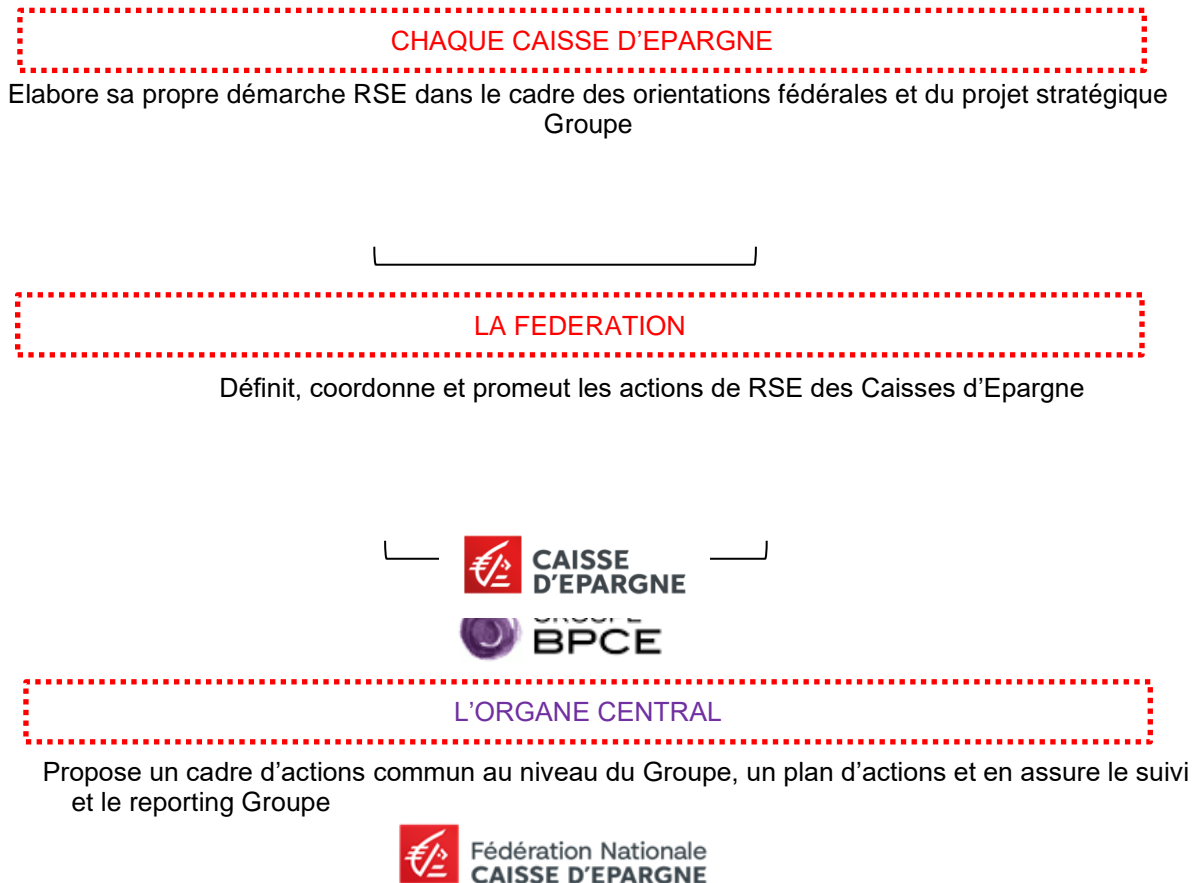 CHAQUE CAISSE D'EPARGNE
Elabore sa propre démarche RSE dans le cadre des orientations fédérales et du projet stratégique
Groupe
LA FEDERATION
Définit, coordonne et promeut les actions de RSE des Caisses d'Epargne
CAISSE
D'EPARGNE
BPCE
L'ORGANE CENTRAL
Propose un cadre d'actions commun au niveau du Groupe, un plan d'actions et en assure le suivi
et le reporting Groupe
Fédération Nationale
CAISSE D'EPARGNE